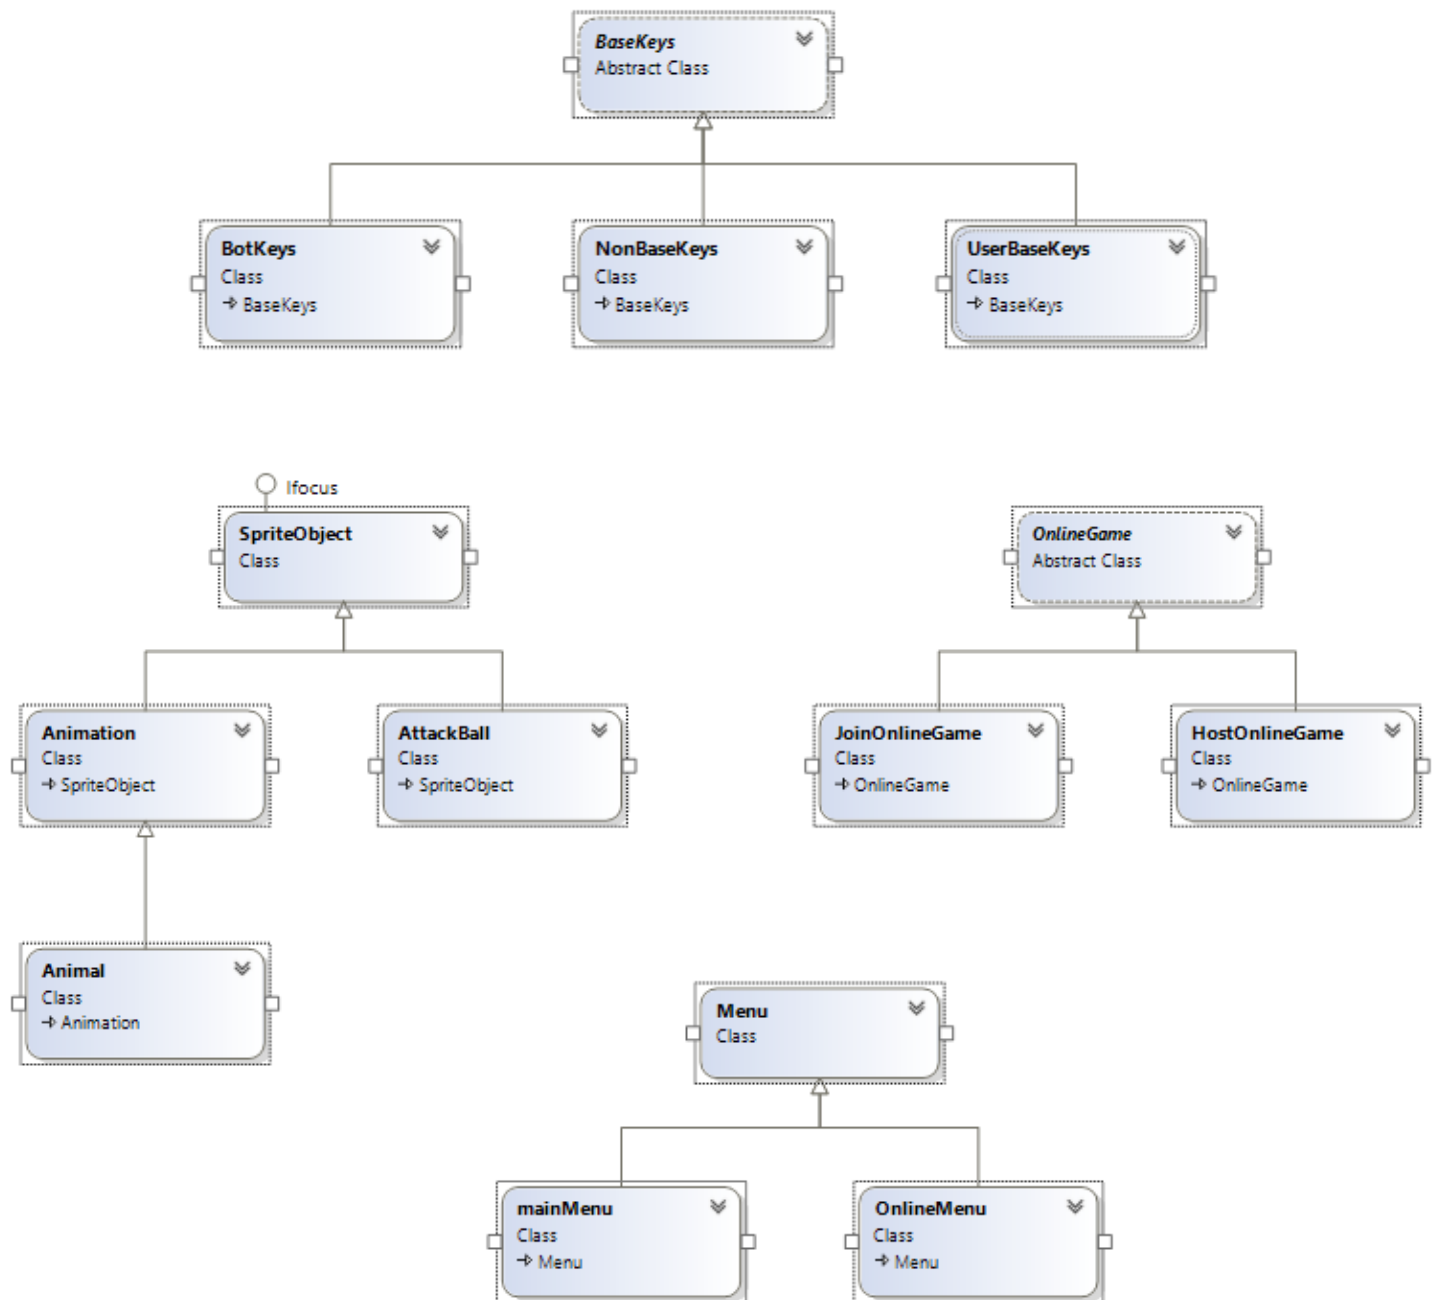 BaseKeys
Abstract Class
BotKeys
Class
BaseKeys
NonBaseKeys
Class
BaseKeys
UserBaseKeys
Class
BaseKeys
Ifocus
SpriteObject
Class
OnlineGame
Abstract Class
Animation
Class
SpriteObject
AttackBall
Class
SpriteObject
JoinOnlineGame
Class
OnlineGame
HostOnlineGame
Class
OnlineGame
Animal
Class
Animation
Menu
Class
mainMenu
Class
Menu
OnlineMenu
Class
Menu